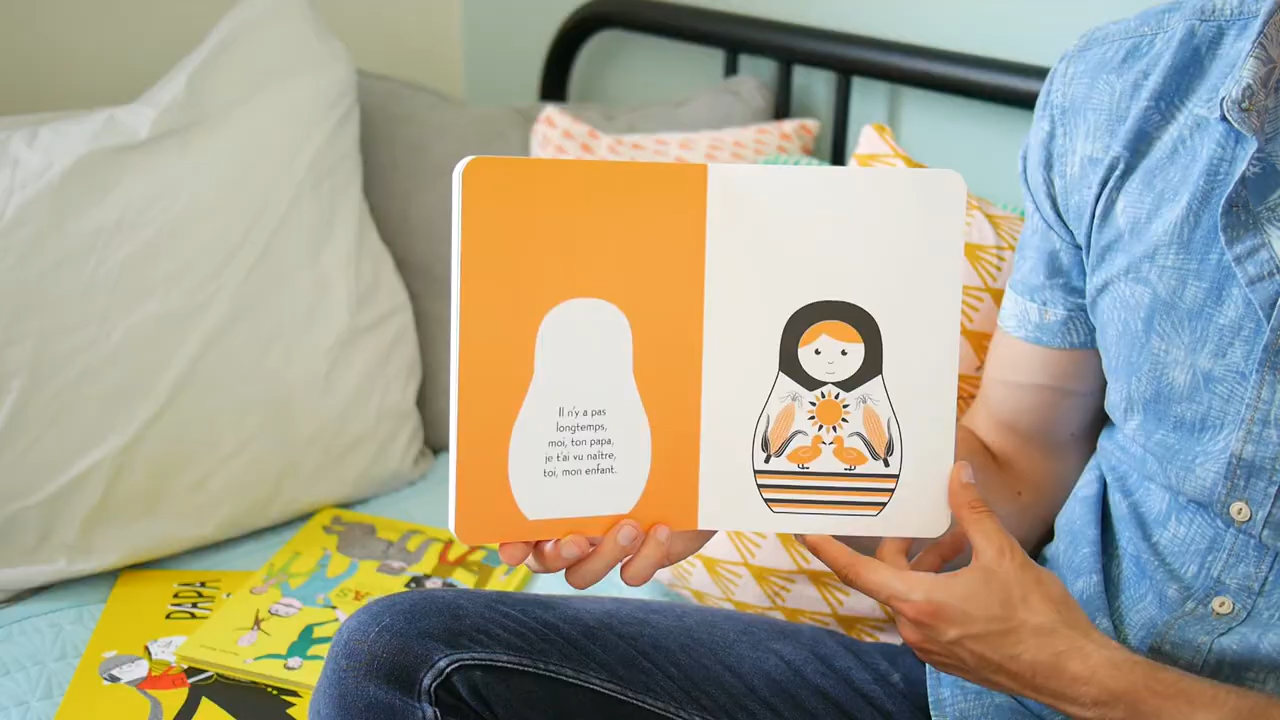 Il n'y a pas
longtemps,
moi, ton papa,
je t'ai vu naître,
toi, mon enfant.
PAPA